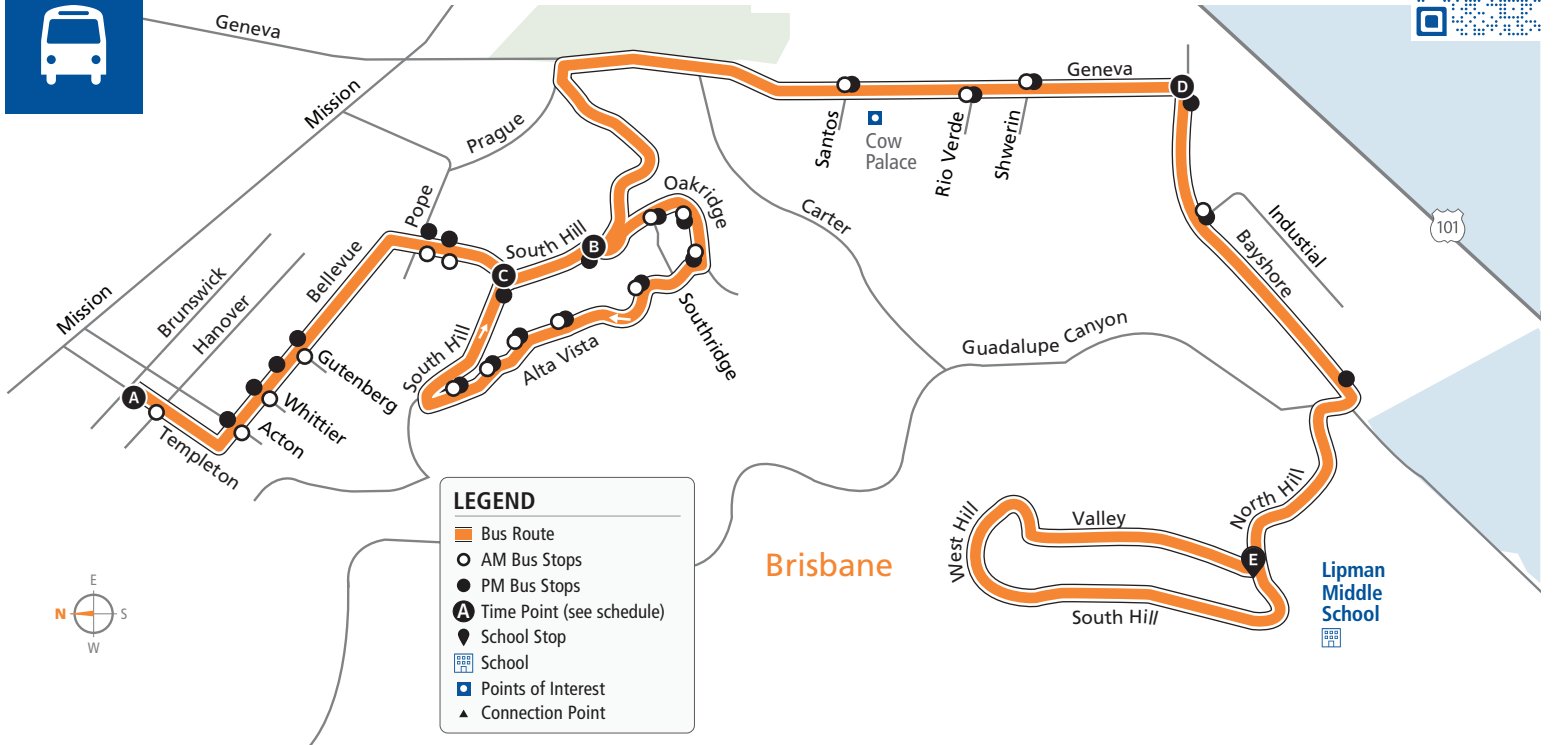 Geneva
Mission
Prague
Pope
Santos
Cow
Palace
Rio Verde
Shwerin
Geneva
D
Oakridge
Carter
South Hill
B
C
Industial
Bayshore
101
Brunswick
Hanover
Bellevue
Mission
South Hill
Alta Vista
Southridge
Guadalupe Canyon
A
Gutenberg
Whittier
Acton
Templeton
LEGEND
Bus Route
AM Bus Stops
PM Bus Stops
A Time Point (see schedule)
School Stop
School
Points of Interest
Connection Point
Brisbane
West Hill
Valley
North Hill
E
South Hill
Lipman
Middle
School
E
N S
W